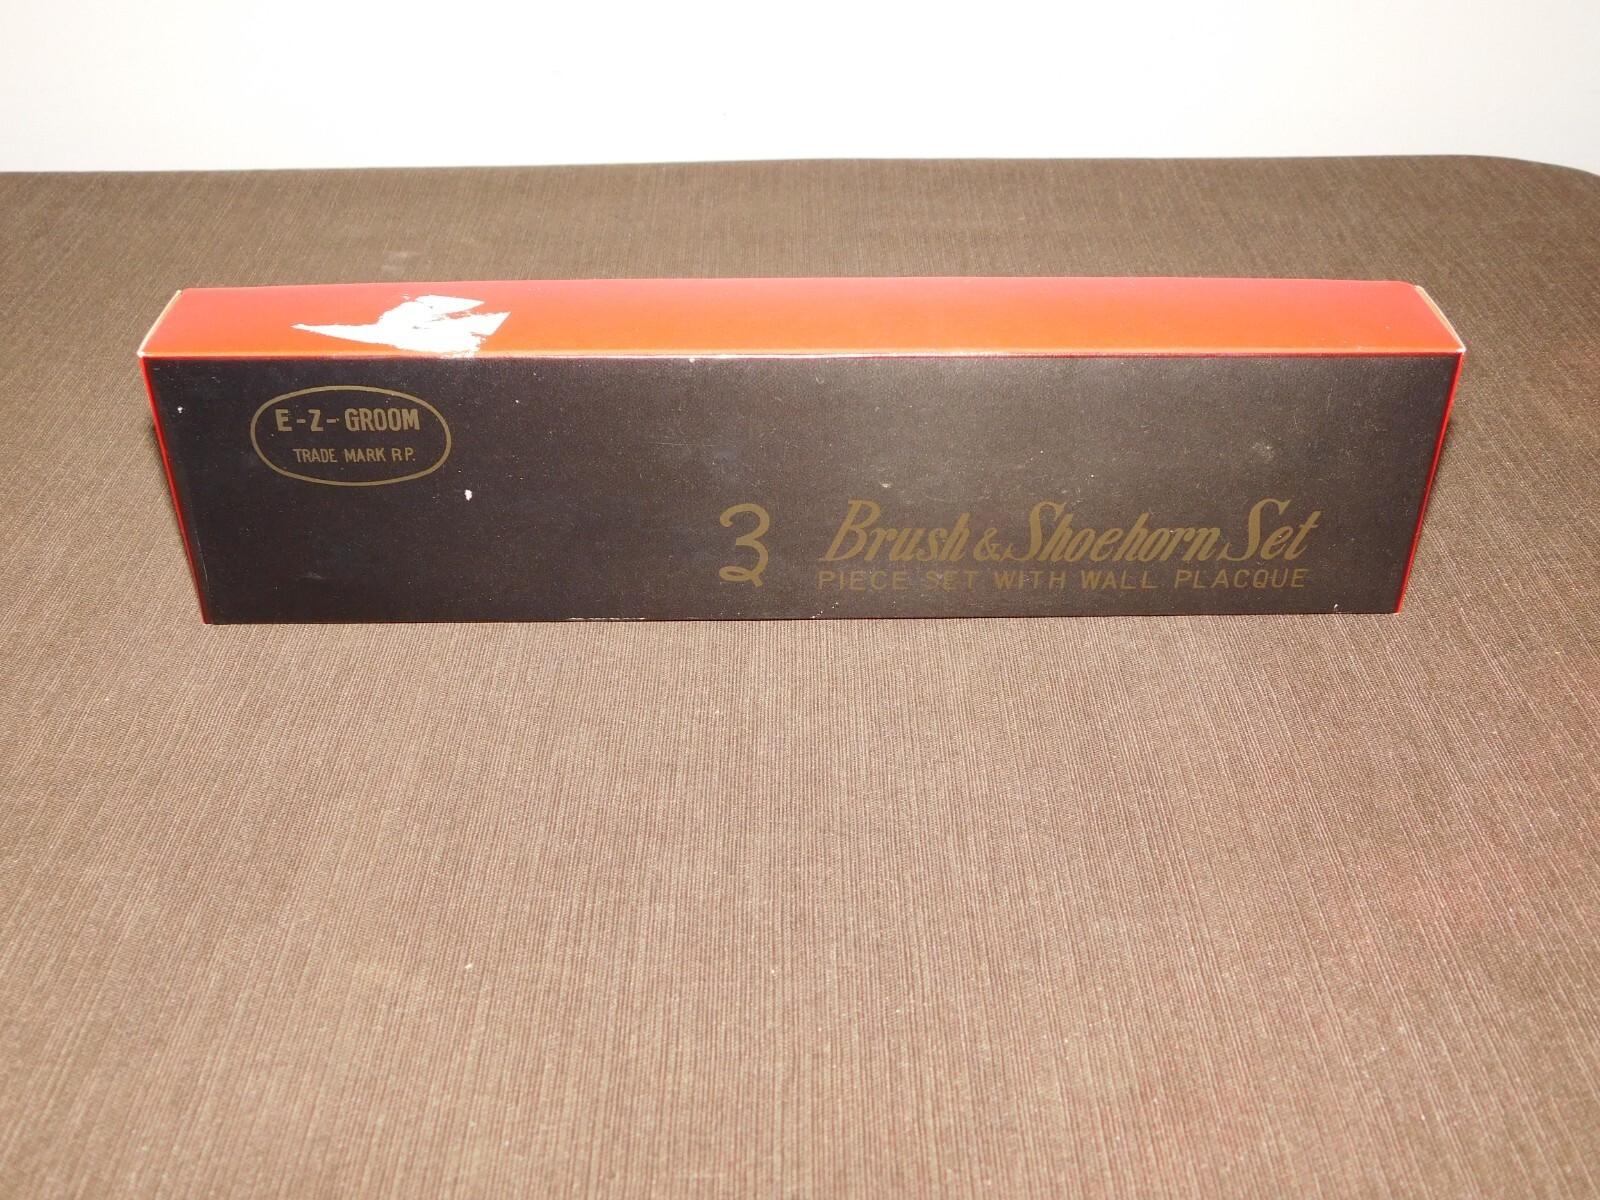 E-Z-GROOM
TRADE MARK R P.
3 Brush & Shoehorn Set
PIECE SET WITH WALL PLACQUE